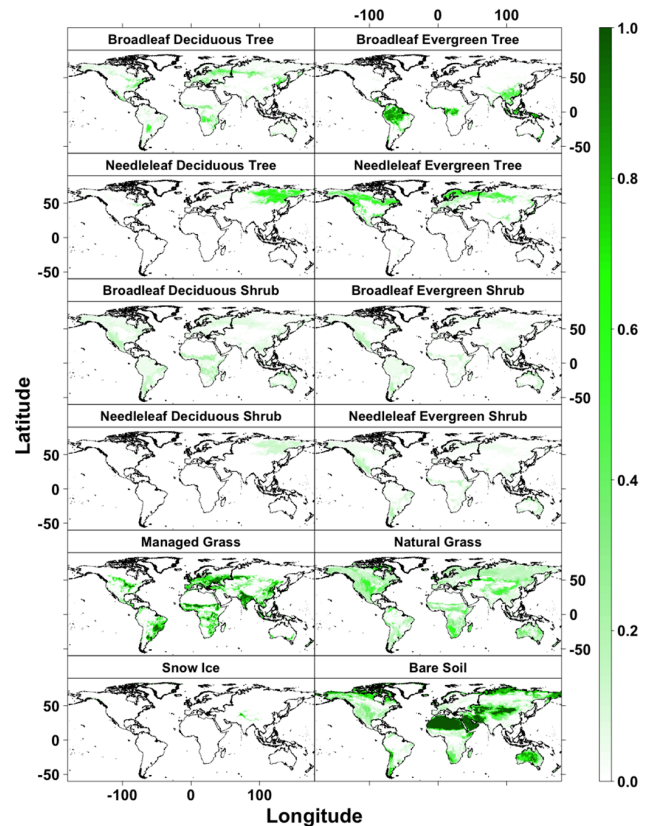 -100 0 100
Broadleaf Deciduous Tree Broadleaf Evergreen Tree
50
0
-50
Needleleaf Deciduous Tree Needleleaf Evergreen Tree
50
0
-50
Broadleaf Deciduous Shrub Broadleaf Evergreen Shrub
50
0
-50
Needleleaf Deciduous Shrub Needleleaf Evergreen Shrub
50
0
-50
Managed Grass Natural Grass
50
0
-50
Snow Ice Bare Soil
50
0
-50
-100 0 100
Longitude
Latitude
1.0
0.8
0.6
0.4
0.2
0.0